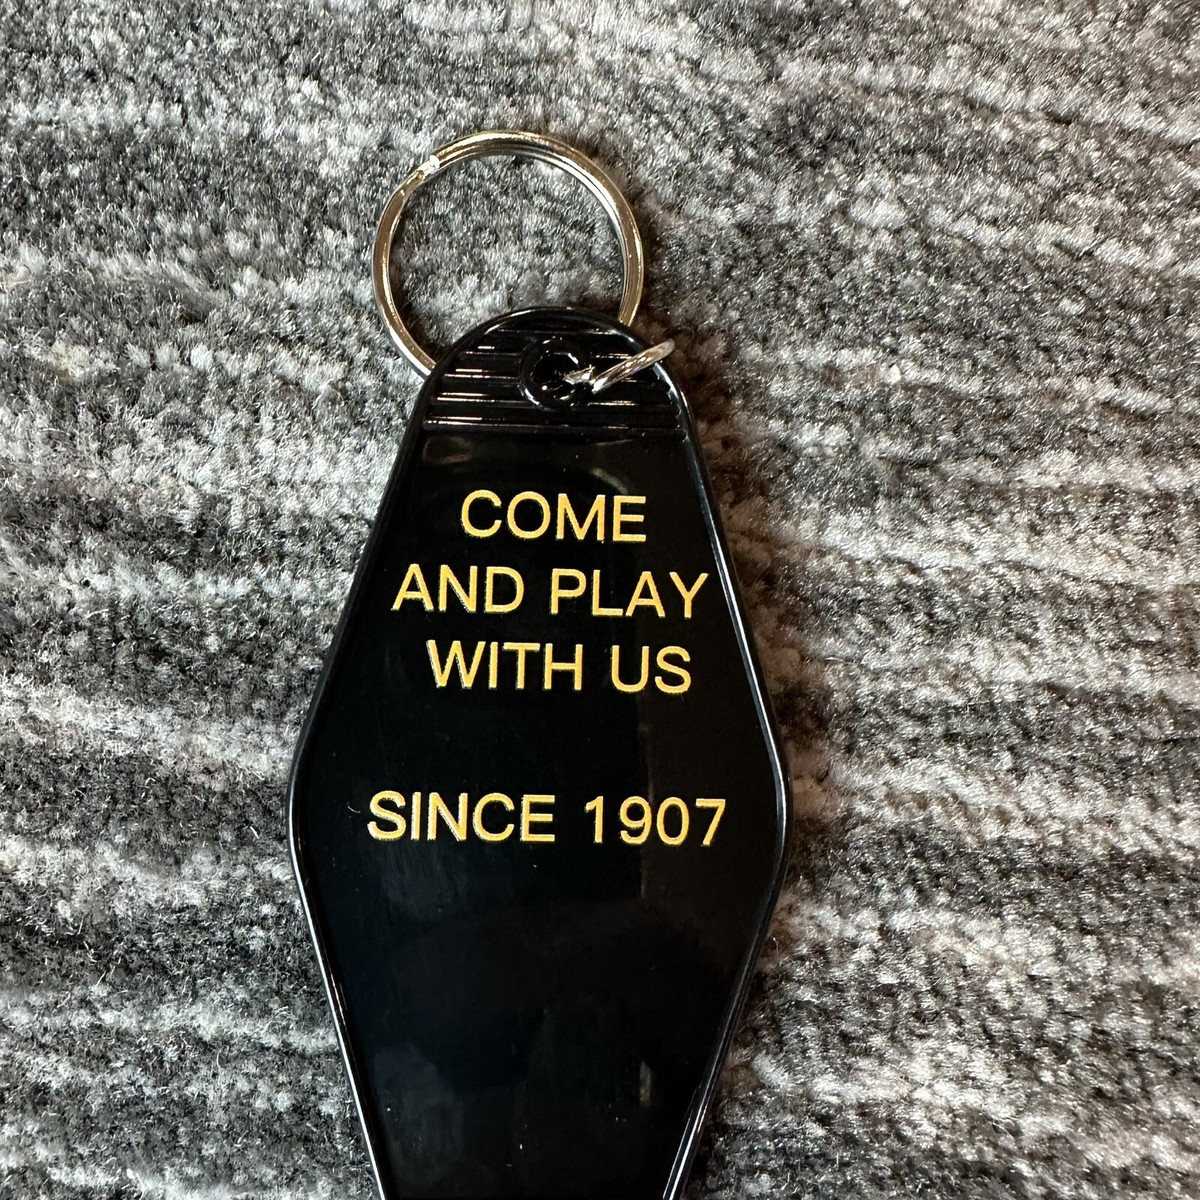 COME
AND PLAY
WITH US
SINCE 1907